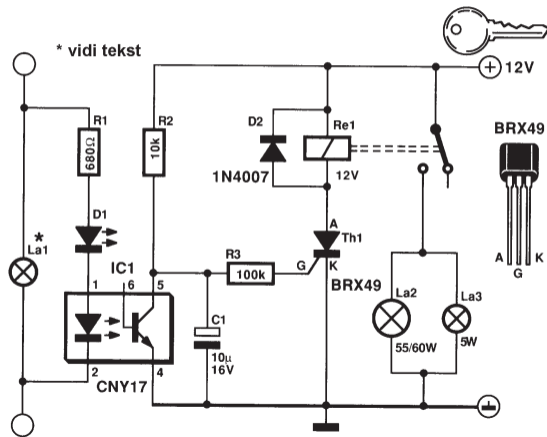 * vidi tekst
12V
R1
680Ω
R2
10k
D2
1N4007
Re1
12V
BRX49
A
G
K
D1
*
La1
IC1
1
6
5
2
4
CNY17
R3
100k
A
Th1
G
K
BRX49
C1
10µ
16V
La2
55/60W
La3
5W